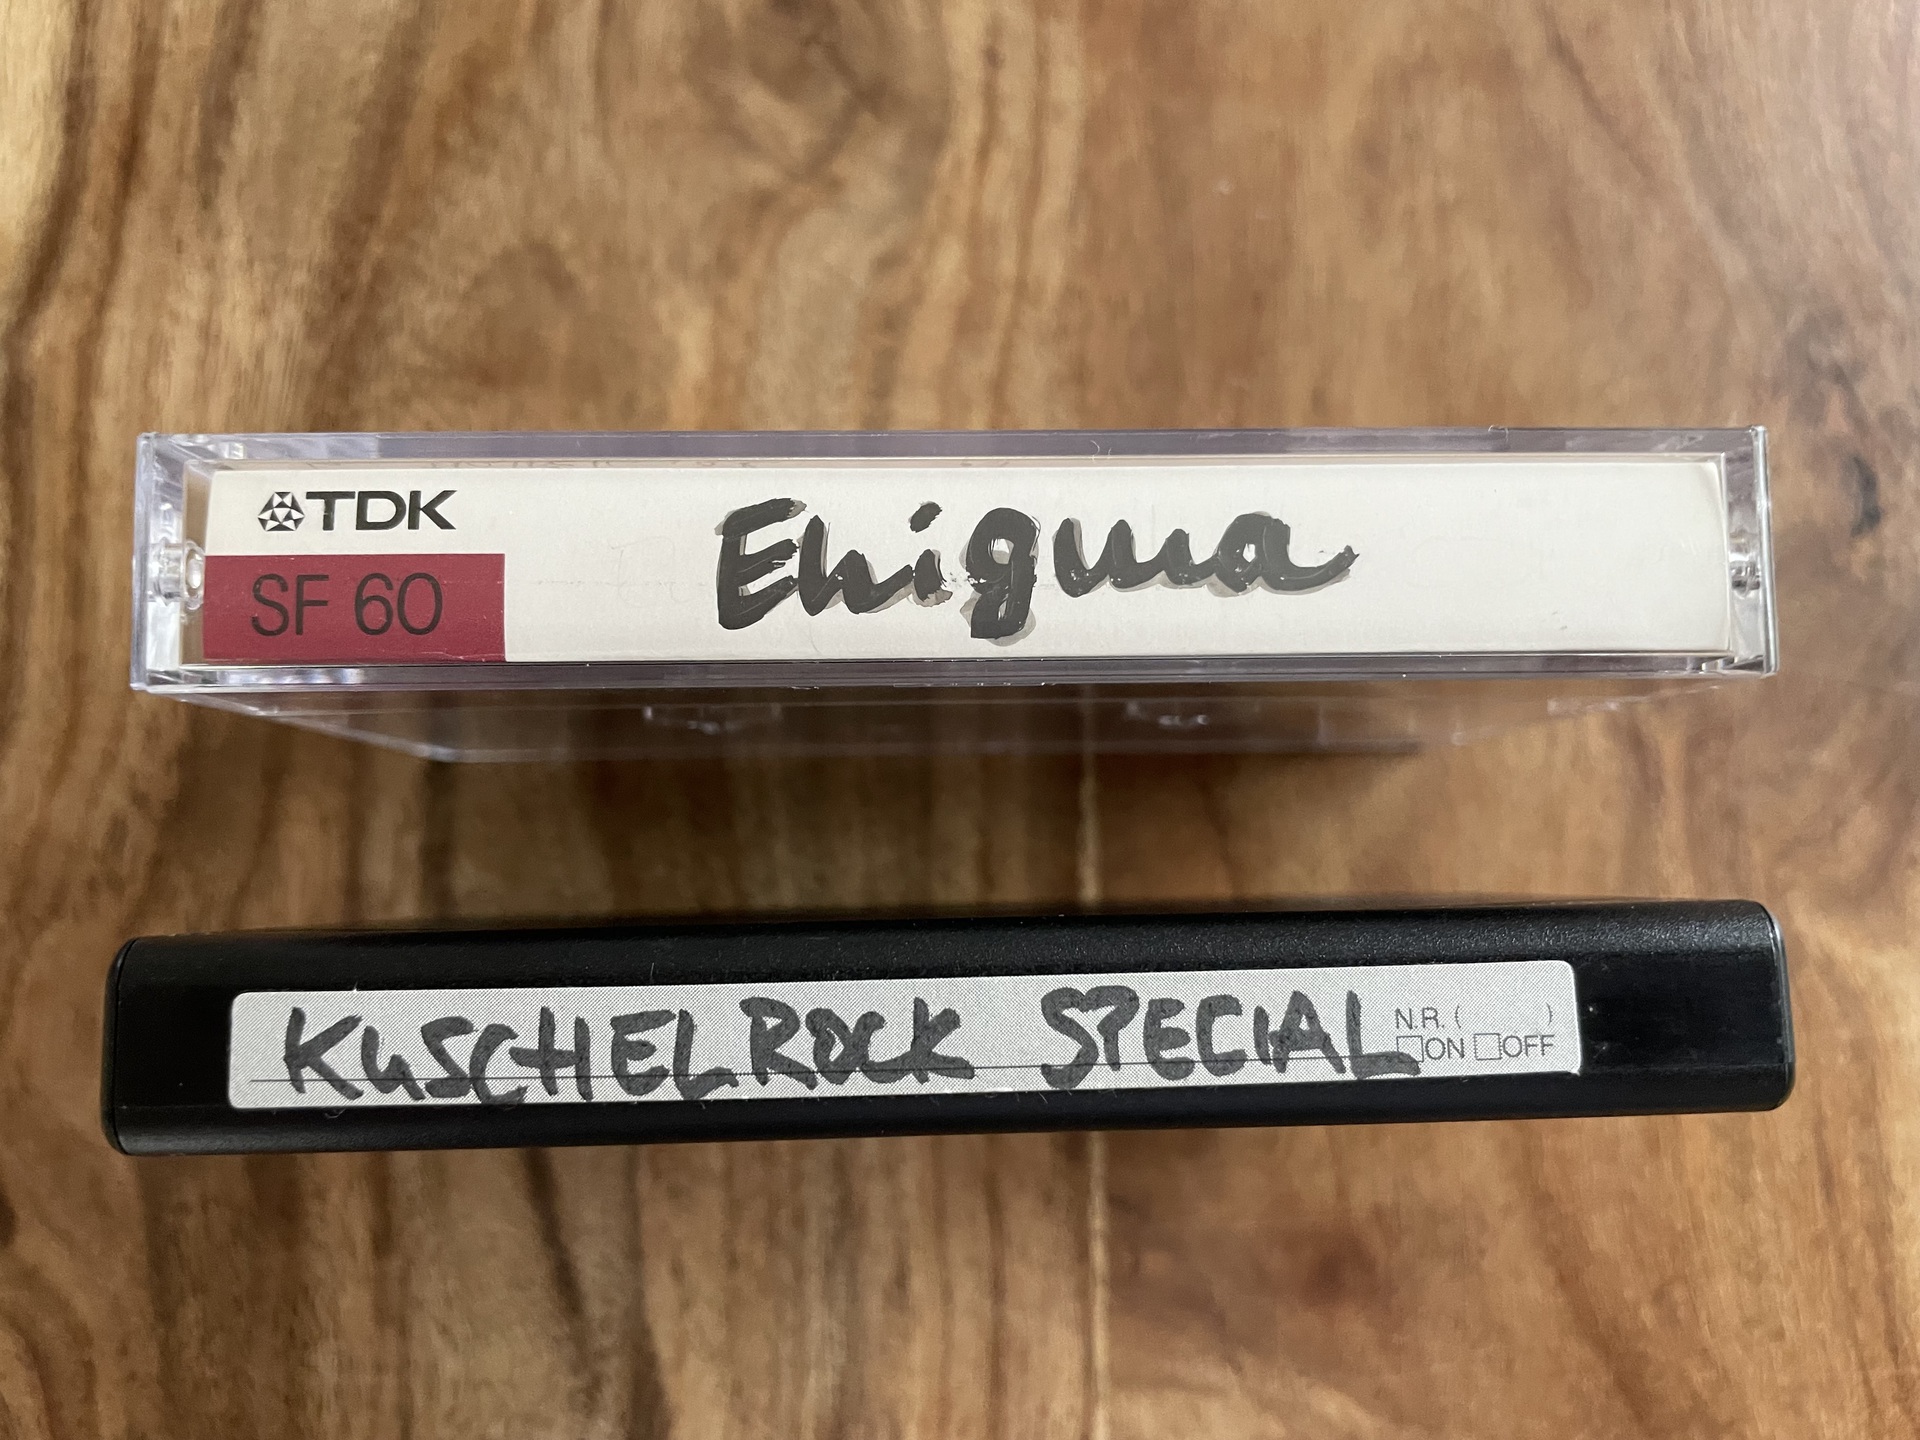 TDK
SF 60
Enigma
KUSCHELROCK SPECIAL
N.R. ( )
ON OFF